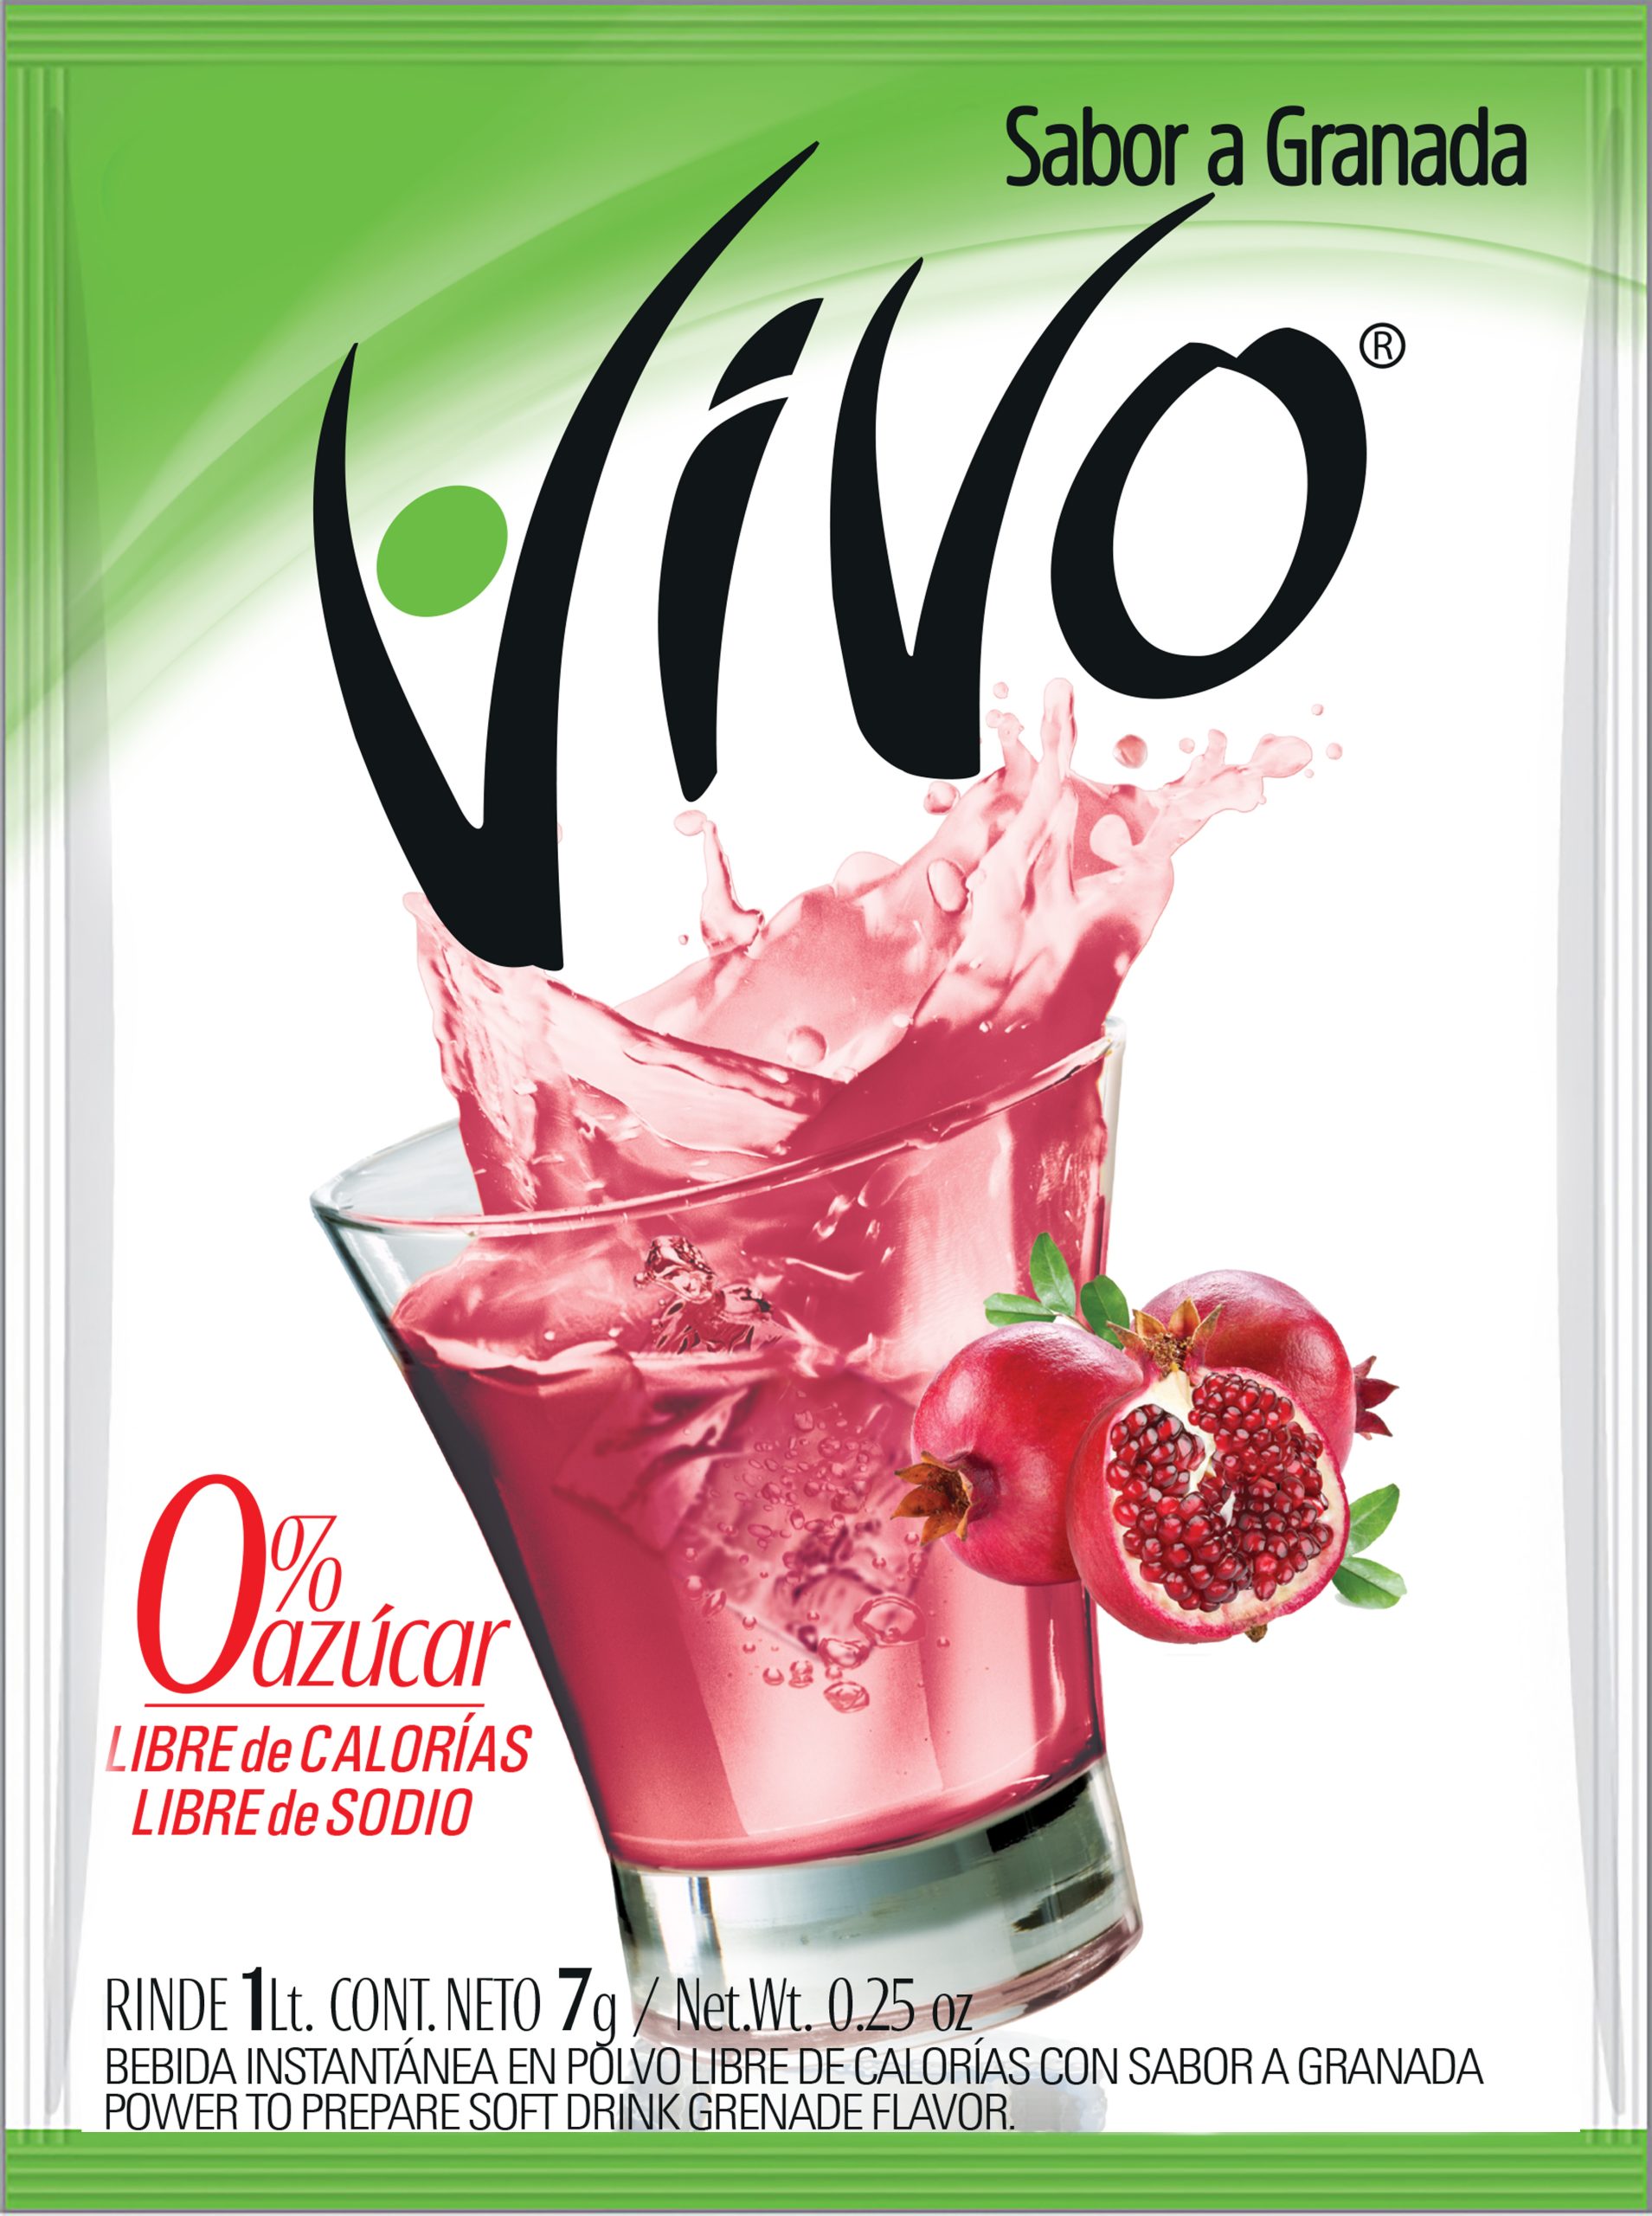 Sabor a Granada
ViVo®
0% azúcar
LIBRE de CALORÍAS
LIBRE de SODIO
RINDE 1Lt. CONT. NETO 7g / Net.Wt. 0.25 oz
BEBIDA INSTANTÁNEA EN POLVO LIBRE DE CALORÍAS CON SABOR A GRANADA
POWER TO PREPARE SOFT DRINK GRENADE FLAVOR.